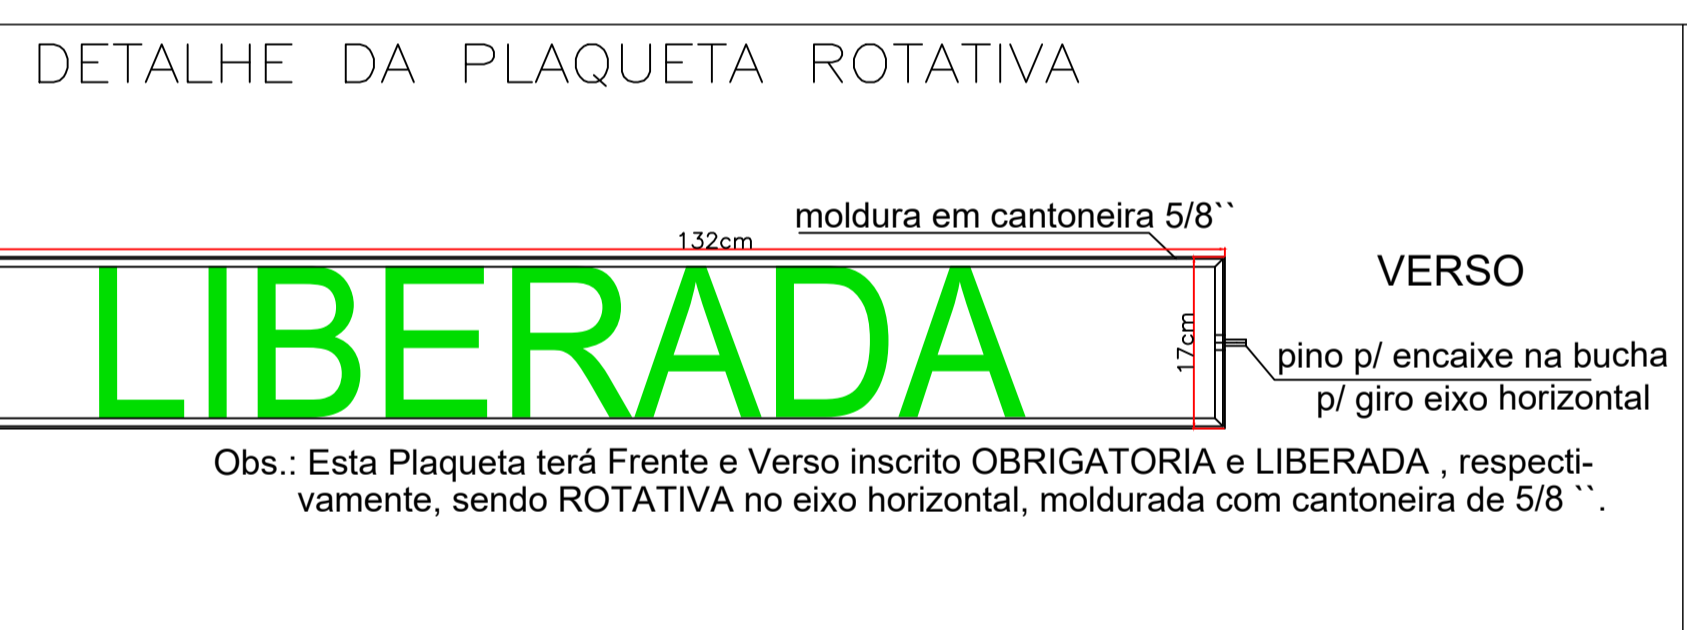 DETALHE DA PLAQUETA ROTATIVA
moldura em cantoneira 5/8``
132cm
VERSO
LIBERADA
17cm
pino p/ encaixe na bucha
p/ giro eixo horizontal
Obs.: Esta Plaqueta terá Frente e Verso inscrito OBRIGATORIA e LIBERADA , respecti-
vamente, sendo ROTATIVA no eixo horizontal, moldurada com cantoneira de 5/8 ``.